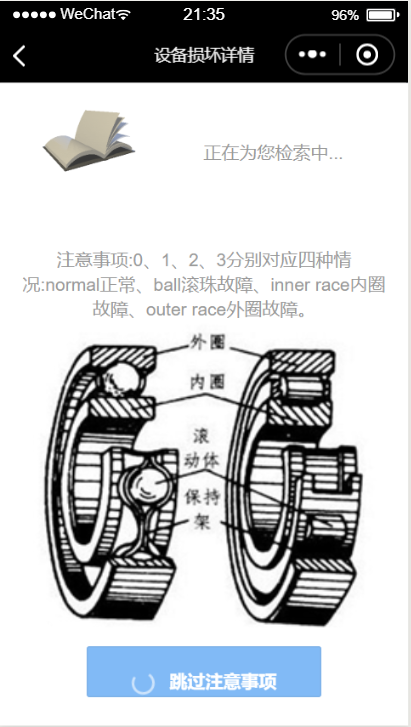 WeChat
21:35
96%
设备损坏详情
正在为您检索中...
注意事项:0、1、2、3分别对应四种情
况:normal正常、ball滚珠故障、inner race内圈
故障、outer race外圈故障。
外圈
内圈
滚
动体
保持
架
跳过注意事项